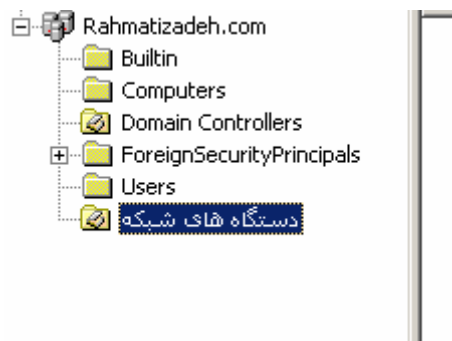 Rahmatizadeh.com
Builtin
Computers
Domain Controllers
ForeignSecurityPrincipals
Users
دستگاه های شبکه